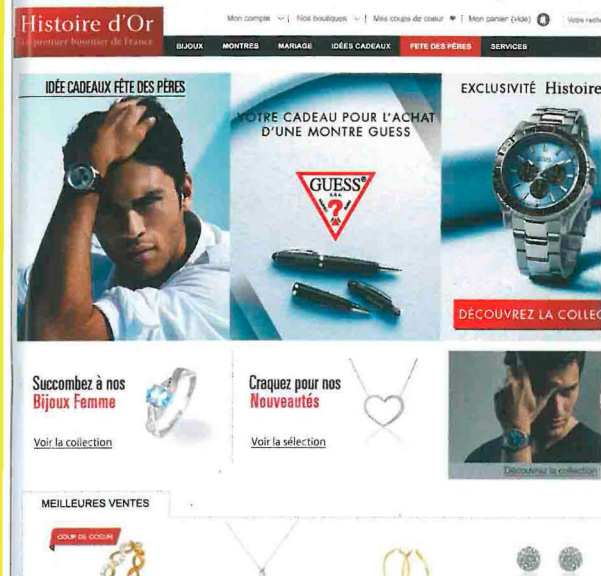 Histoire d'Or
Le premier bijoutier de France
Mon compte | Nos boutiques | Mes coups de coeur | Mon panier (vide)
Votre rech
BIJOUX MONTRES MARIAGE IDÉES CADEAUX FETE DES PÈRES SERVICES
IDÉE CADEAUX FÊTE DES PÈRES
VOTRE CADEAU POUR L'ACHAT
D'UNE MONTRE GUESS
GUESS®
?
EXCLUSIVITÉ Histoire
DÉCOUVREZ LA COLLEC
Succombez à nos
Bijoux Femme
Voir la collection
Craquez pour nos
Nouveautés
Voir la sélection
Découvrez la collection
MEILLEURES VENTES
COUP DE COEUR